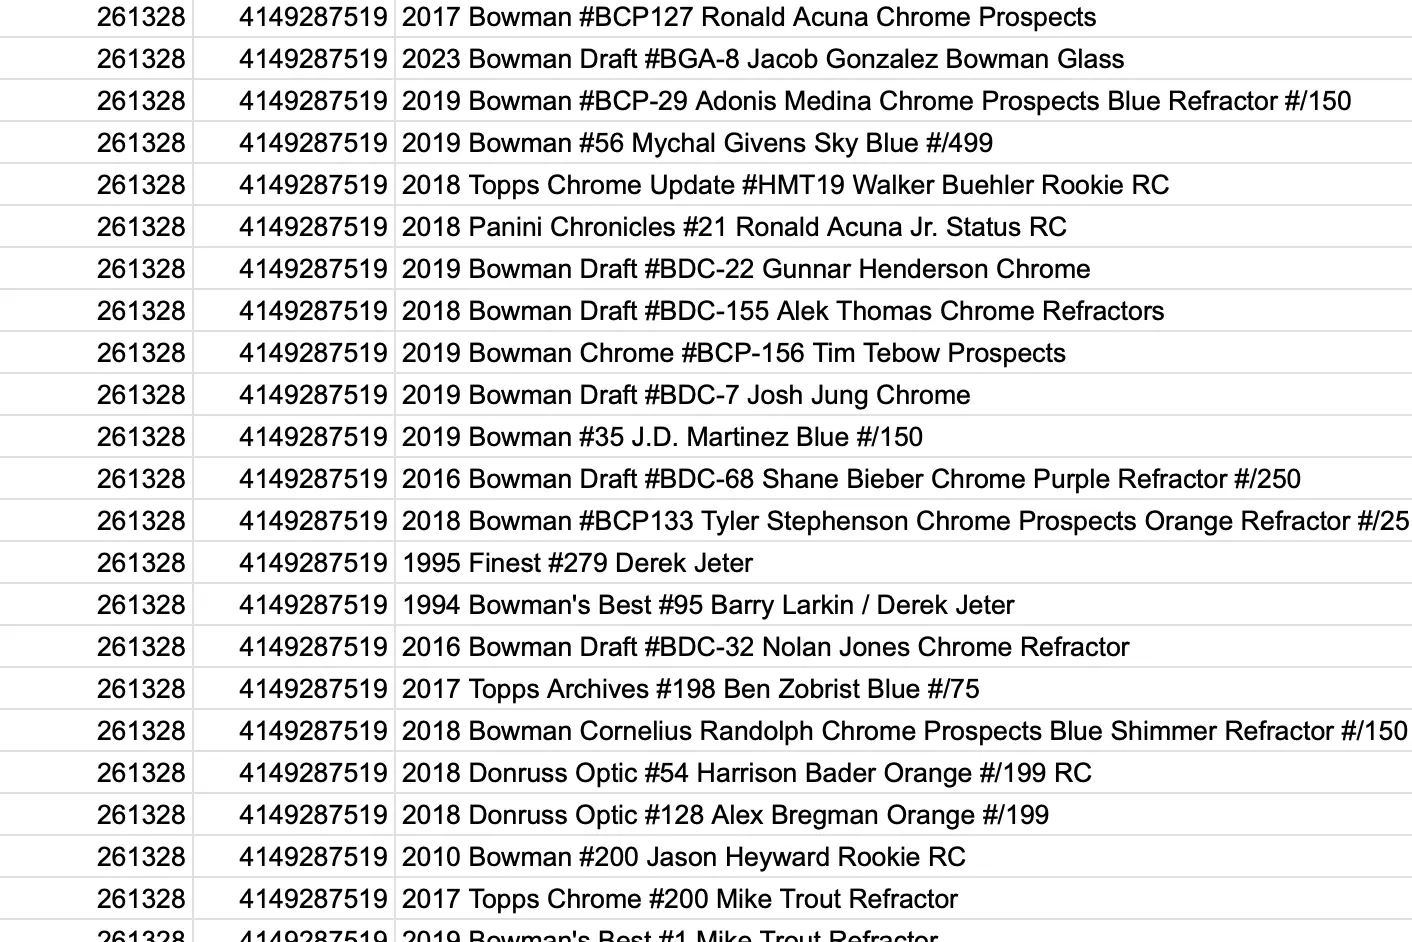 261328 4149287519 2017 Bowman #BCP127 Ronald Acuna Chrome Prospects
261328 4149287519 2023 Bowman Draft #BGA-8 Jacob Gonzalez Bowman Glass
261328 4149287519 2019 Bowman #BCP-29 Adonis Medina Chrome Prospects Blue Refractor #/150
261328 4149287519 2019 Bowman #56 Mychal Givens Sky Blue #/499
261328 4149287519 2018 Topps Chrome Update #HMT19 Walker Buehler Rookie RC
261328 4149287519 2018 Panini Chronicles #21 Ronald Acuna Jr. Status RC
261328 4149287519 2019 Bowman Draft #BDC-22 Gunnar Henderson Chrome
261328 4149287519 2018 Bowman Draft #BDC-155 Alek Thomas Chrome Refractors
261328 4149287519 2019 Bowman Chrome #BCP-156 Tim Tebow Prospects
261328 4149287519 2019 Bowman Draft #BDC-7 Josh Jung Chrome
261328 4149287519 2019 Bowman #35 J.D. Martinez Blue #/150
261328 4149287519 2016 Bowman Draft #BDC-68 Shane Bieber Chrome Purple Refractor #/250
261328 4149287519 2018 Bowman #BCP133 Tyler Stephenson Chrome Prospects Orange Refractor #/25
261328 4149287519 1995 Finest #279 Derek Jeter
261328 4149287519 1994 Bowman's Best #95 Barry Larkin / Derek Jeter
261328 4149287519 2016 Bowman Draft #BDC-32 Nolan Jones Chrome Refractor
261328 4149287519 2017 Topps Archives #198 Ben Zobrist Blue #/75
261328 4149287519 2018 Bowman Cornelius Randolph Chrome Prospects Blue Shimmer Refractor #/150
261328 4149287519 2018 Donruss Optic #54 Harrison Bader Orange #/199 RC
261328 4149287519 2018 Donruss Optic #128 Alex Bregman Orange #/199
261328 4149287519 2010 Bowman #200 Jason Heyward Rookie RC
261328 4149287519 2017 Topps Chrome #200 Mike Trout Refractor
261328 4149287519 2019 Bowman's Best #1 Mike Trout Refractor